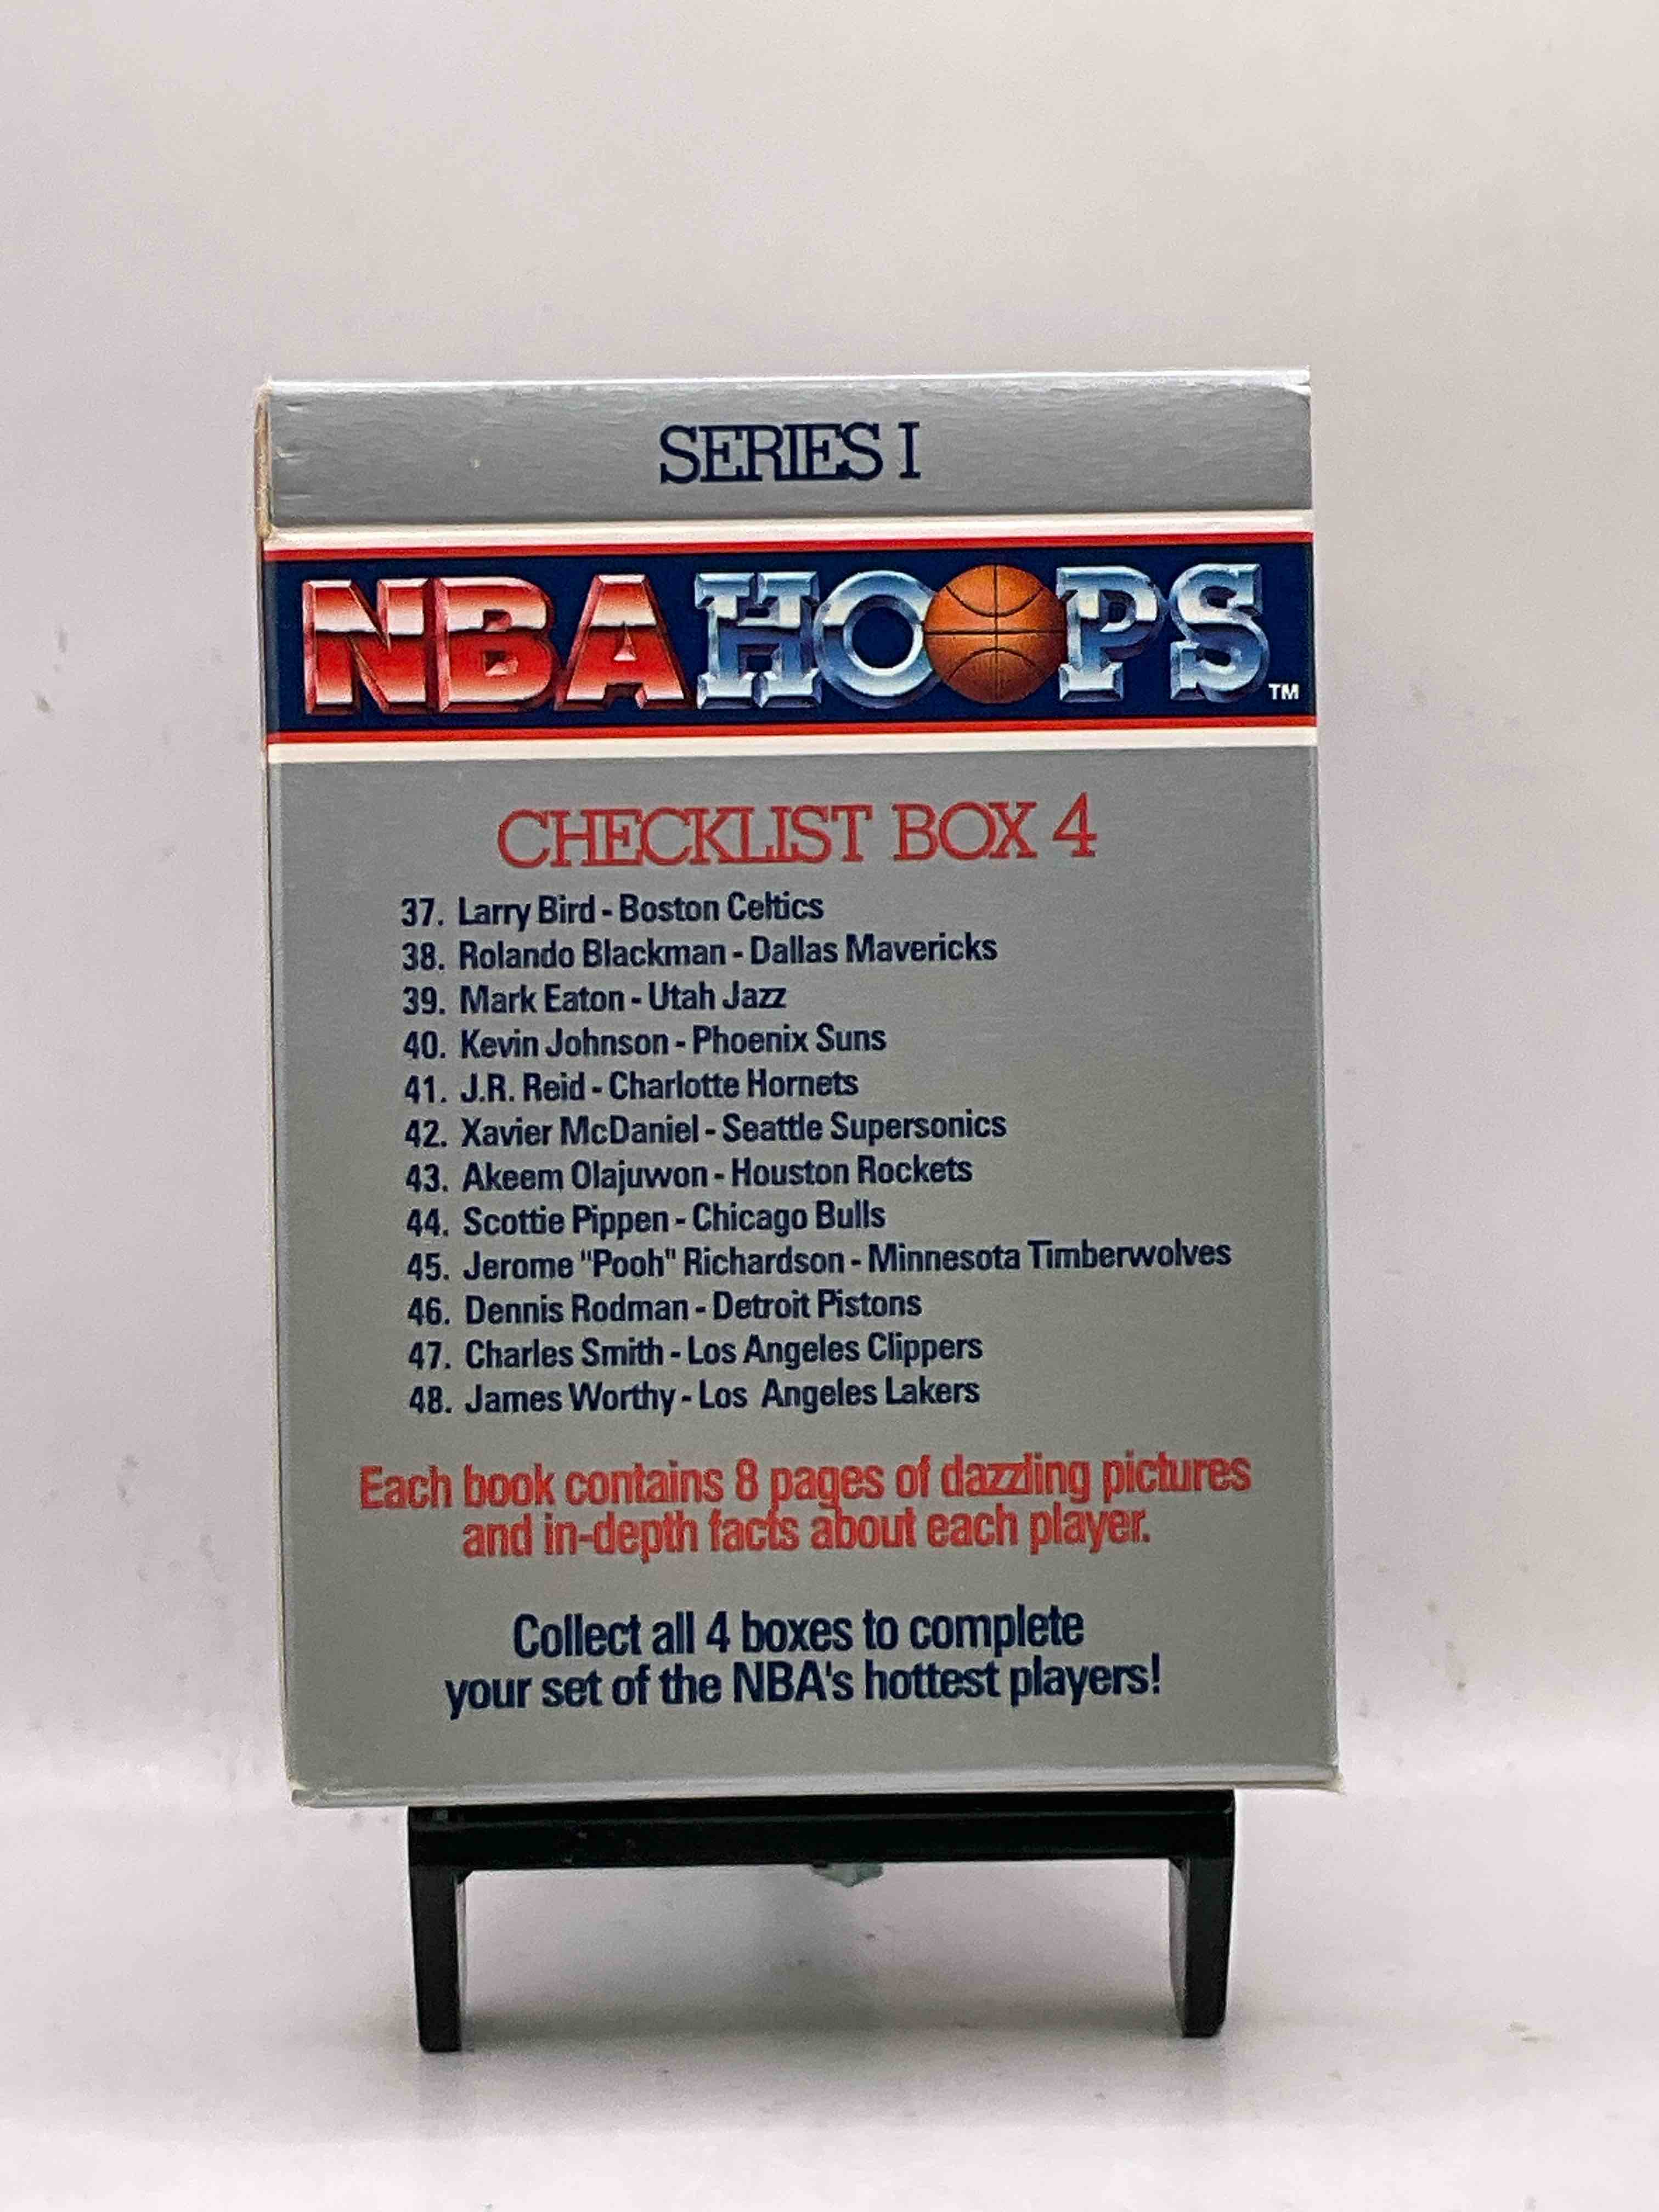 SERIES I
NBA HOOPS TM
CHECKLIST BOX 4
37. Larry Bird - Boston Celtics
38. Rolando Blackman - Dallas Mavericks
39. Mark Eaton - Utah Jazz
40. Kevin Johnson - Phoenix Suns
41. J.R. Reid - Charlotte Hornets
42. Xavier McDaniel - Seattle Supersonics
43. Akeem Olajuwon - Houston Rockets
44. Scottie Pippen - Chicago Bulls
45. Jerome "Pooh" Richardson - Minnesota Timberwolves
46. Dennis Rodman - Detroit Pistons
47. Charles Smith - Los Angeles Clippers
48. James Worthy - Los Angeles Lakers
Each book contains 8 pages of dazzling pictures
and in-depth facts about each player.
Collect all 4 boxes to complete
your set of the NBA's hottest players!